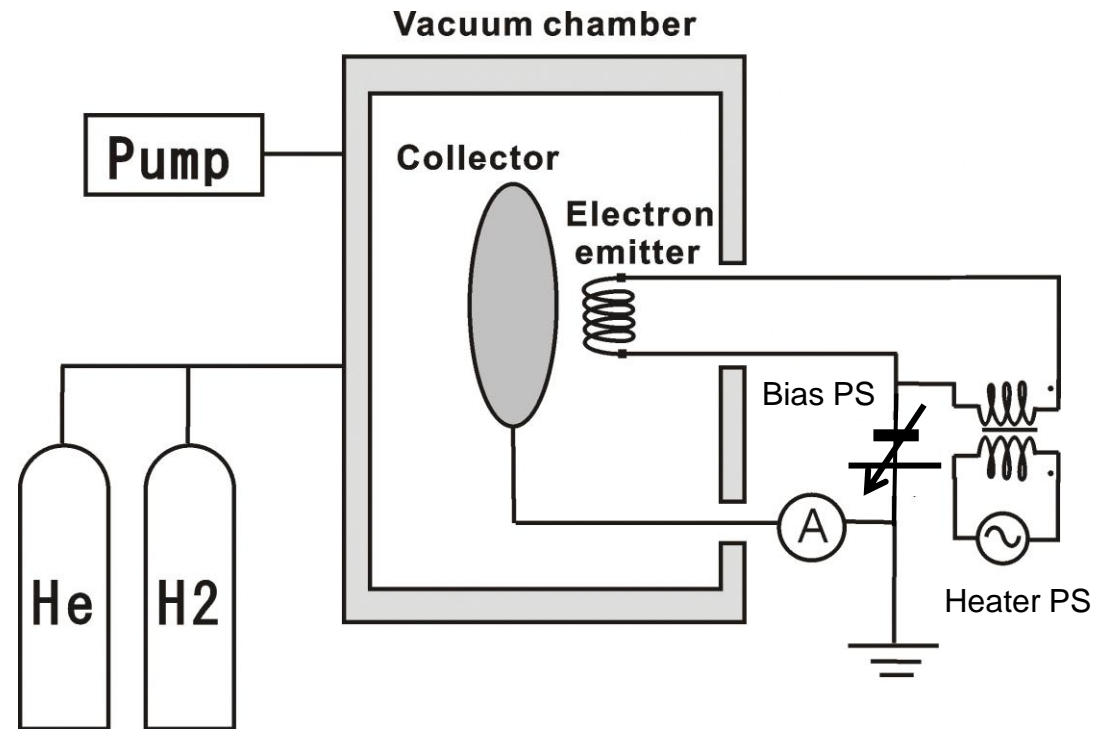 Vacuum chamber
Pump
Collector
Electron
emitter
Bias PS
A
He
H2
Heater PS